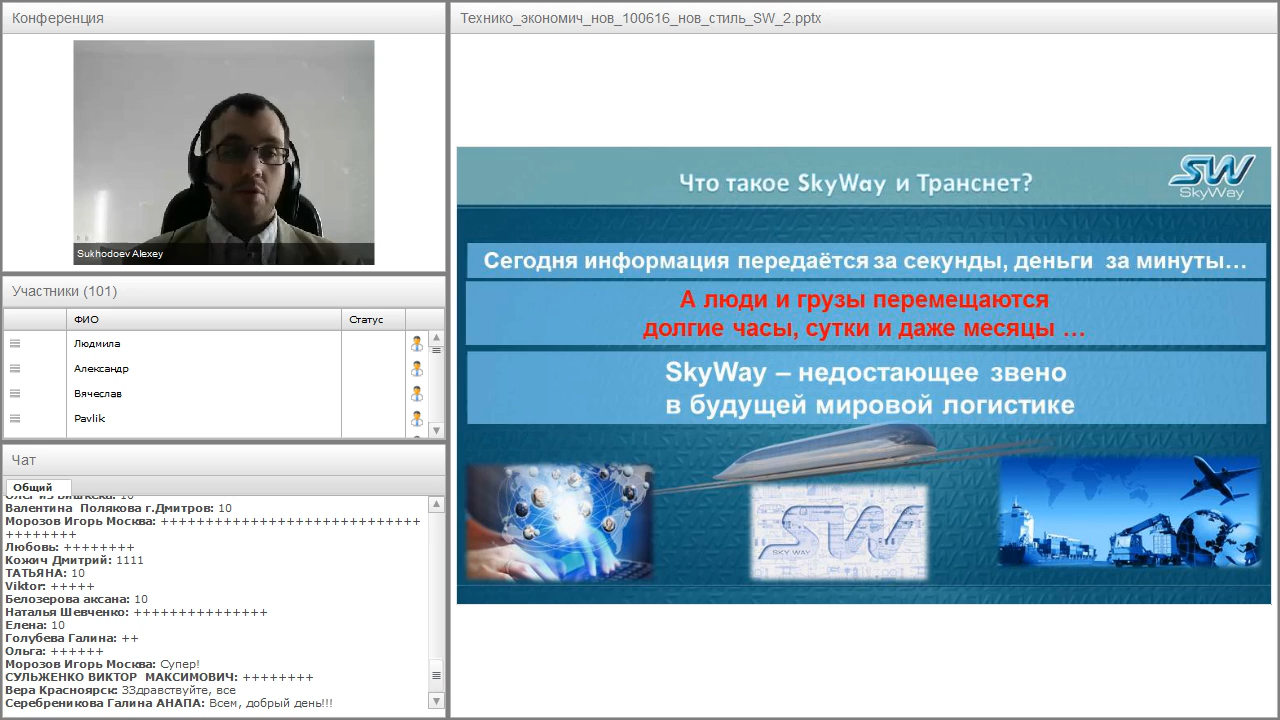 Конференция
Sukhodoev Alexey
Участники (101)
ФИО Статус
Людмила
Александр
Вячеслав
Pavlik
Чат
Общий
Валентина Полякова г.Дмитров: 10
Морозов Игорь Москва: +++++++++++++++++++++++++++++
++++++++
Любовь: ++++++++
Кожич Дмитрий: 1111
ТАТЬЯНА: 10
Viktor: +++++
Белозерова аксана: 10
Наталья Шевченко: +++++++++++++++
Елена: 10
Голубева Галина: ++
Ольга: ++++++
Морозов Игорь Москва: Супер!
СУЛЬЖЕНКО ВИКТОР МАКСИМОВИЧ: ++++++++
Вера Красноярск: ЗЗдравствуйте, все
Серебреникова Галина АНАПА: Всем, добрый день!!!
Технико_экономич_нов_100616_нов_стиль_SW_2.pptx
Что такое SkyWay и Транснет?
SW
SkyWay
Сегодня информация передаётся за секунды, деньги за минуты...
А люди и грузы перемещаются
долгие часы, сутки и даже месяцы ...
SkyWay – недостающее звено
в будущей мировой логистике
SW
SKY WAY